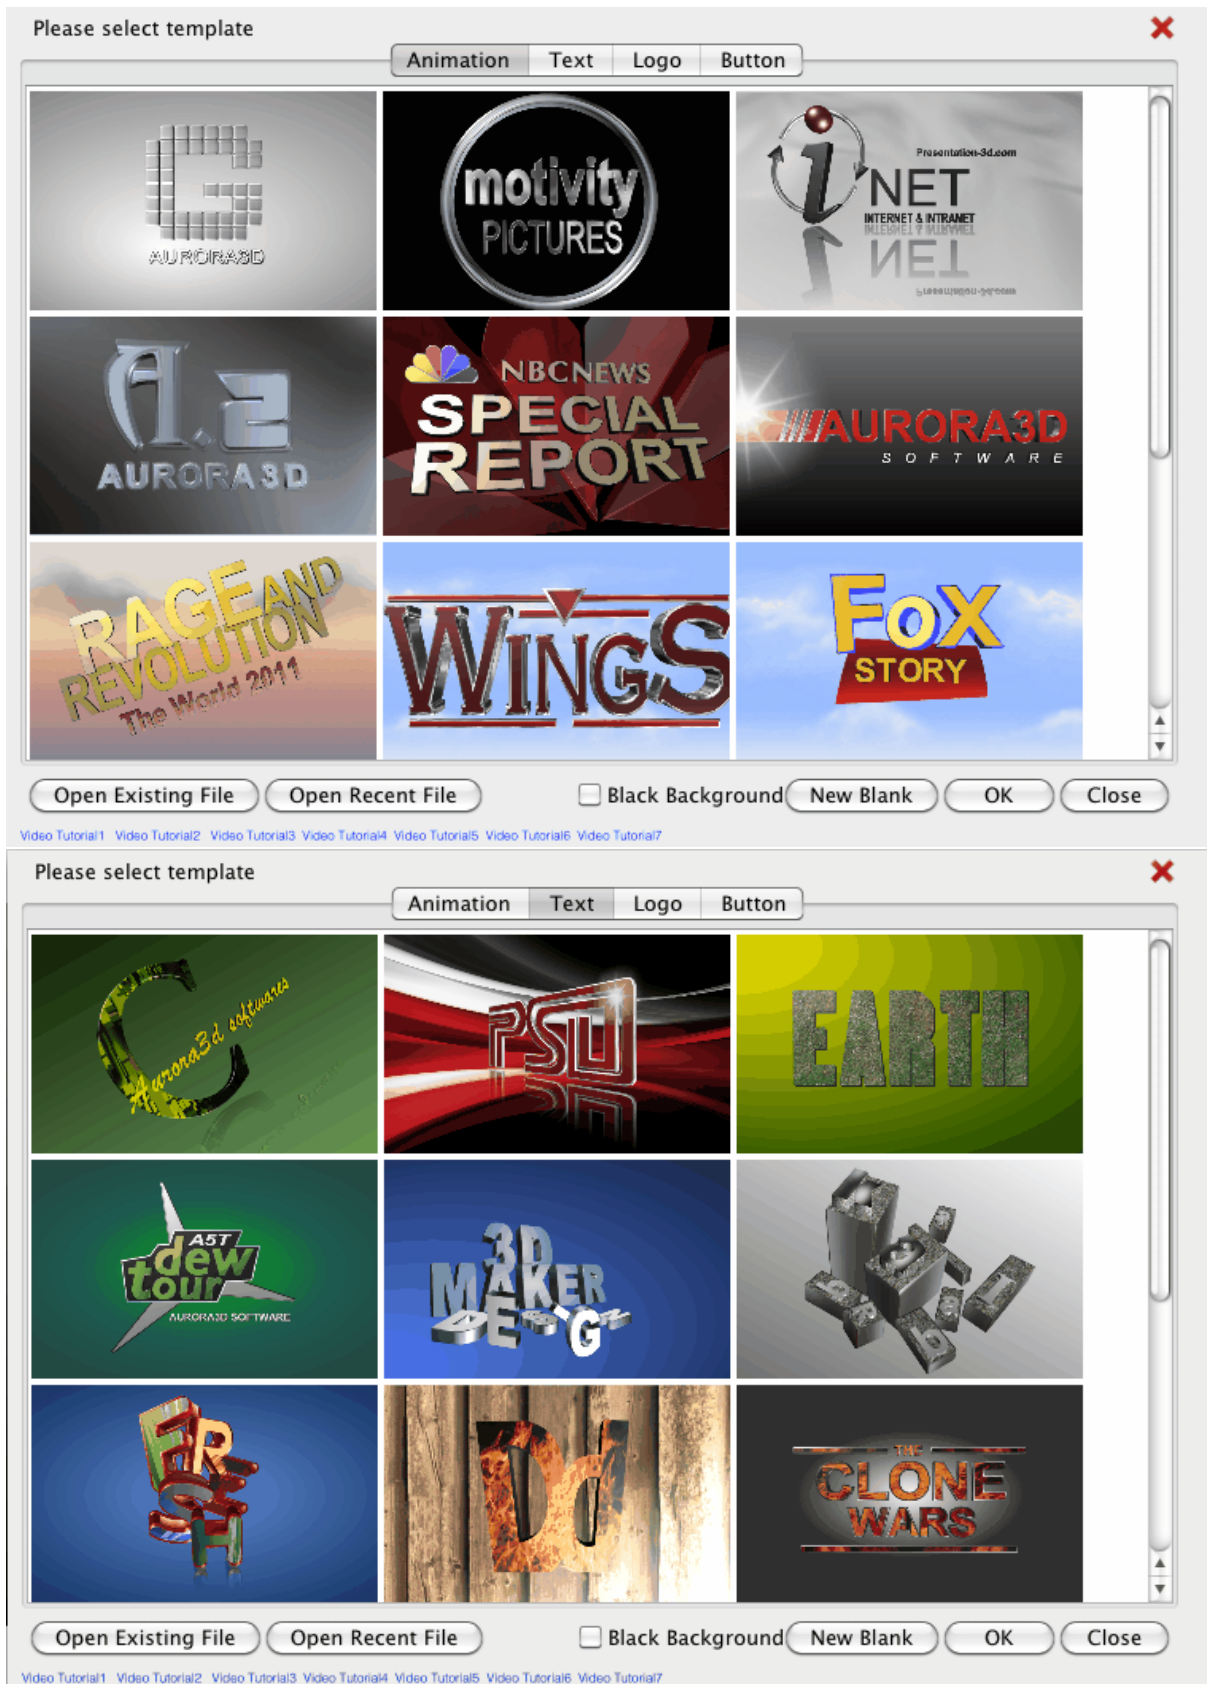 Please select template
Animation Text Logo Button
AURORA3D
motivity
PICTURES
Presentation-3d.com
i NET
INTERNET & INTRANET
A.2
AURORA3D
NBCNEWS
SPECIAL
REPORT
AURORA3D
SOFTWARE
RAGE AND
REVOLUTION
The World 2011
WINGS
FOX
STORY
Open Existing File Open Recent File Black Background New Blank OK Close
Video Tutorial1 Video Tutorial2 Video Tutorial3 Video Tutorial4 Video Tutorial5 Video Tutorial6 Video Tutorial7
Please select template
Animation Text Logo Button
C
Aurora3d softwares
PSU
EARTH
AST
dew
tour
AURORA3D SOFTWARE
3D
MAKER
DESIGN
FRESH
Dd
THE
CLONE
WARS
Open Existing File Open Recent File Black Background New Blank OK Close
Video Tutorial1 Video Tutorial2 Video Tutorial3 Video Tutorial4 Video Tutorial5 Video Tutorial6 Video Tutorial7